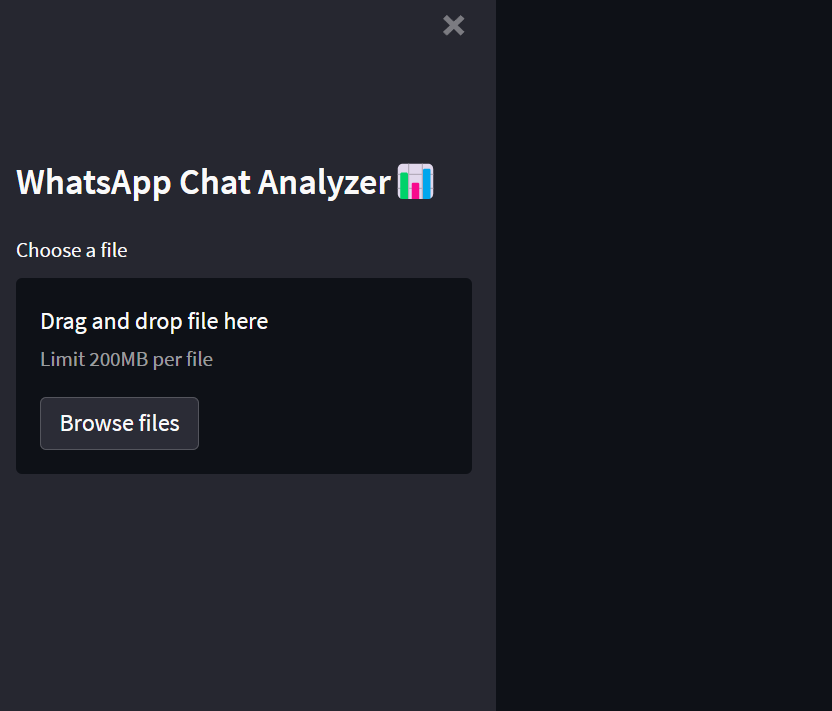 WhatsApp Chat Analyzer 📊
Choose a file
Drag and drop file here
Limit 200MB per file
Browse files